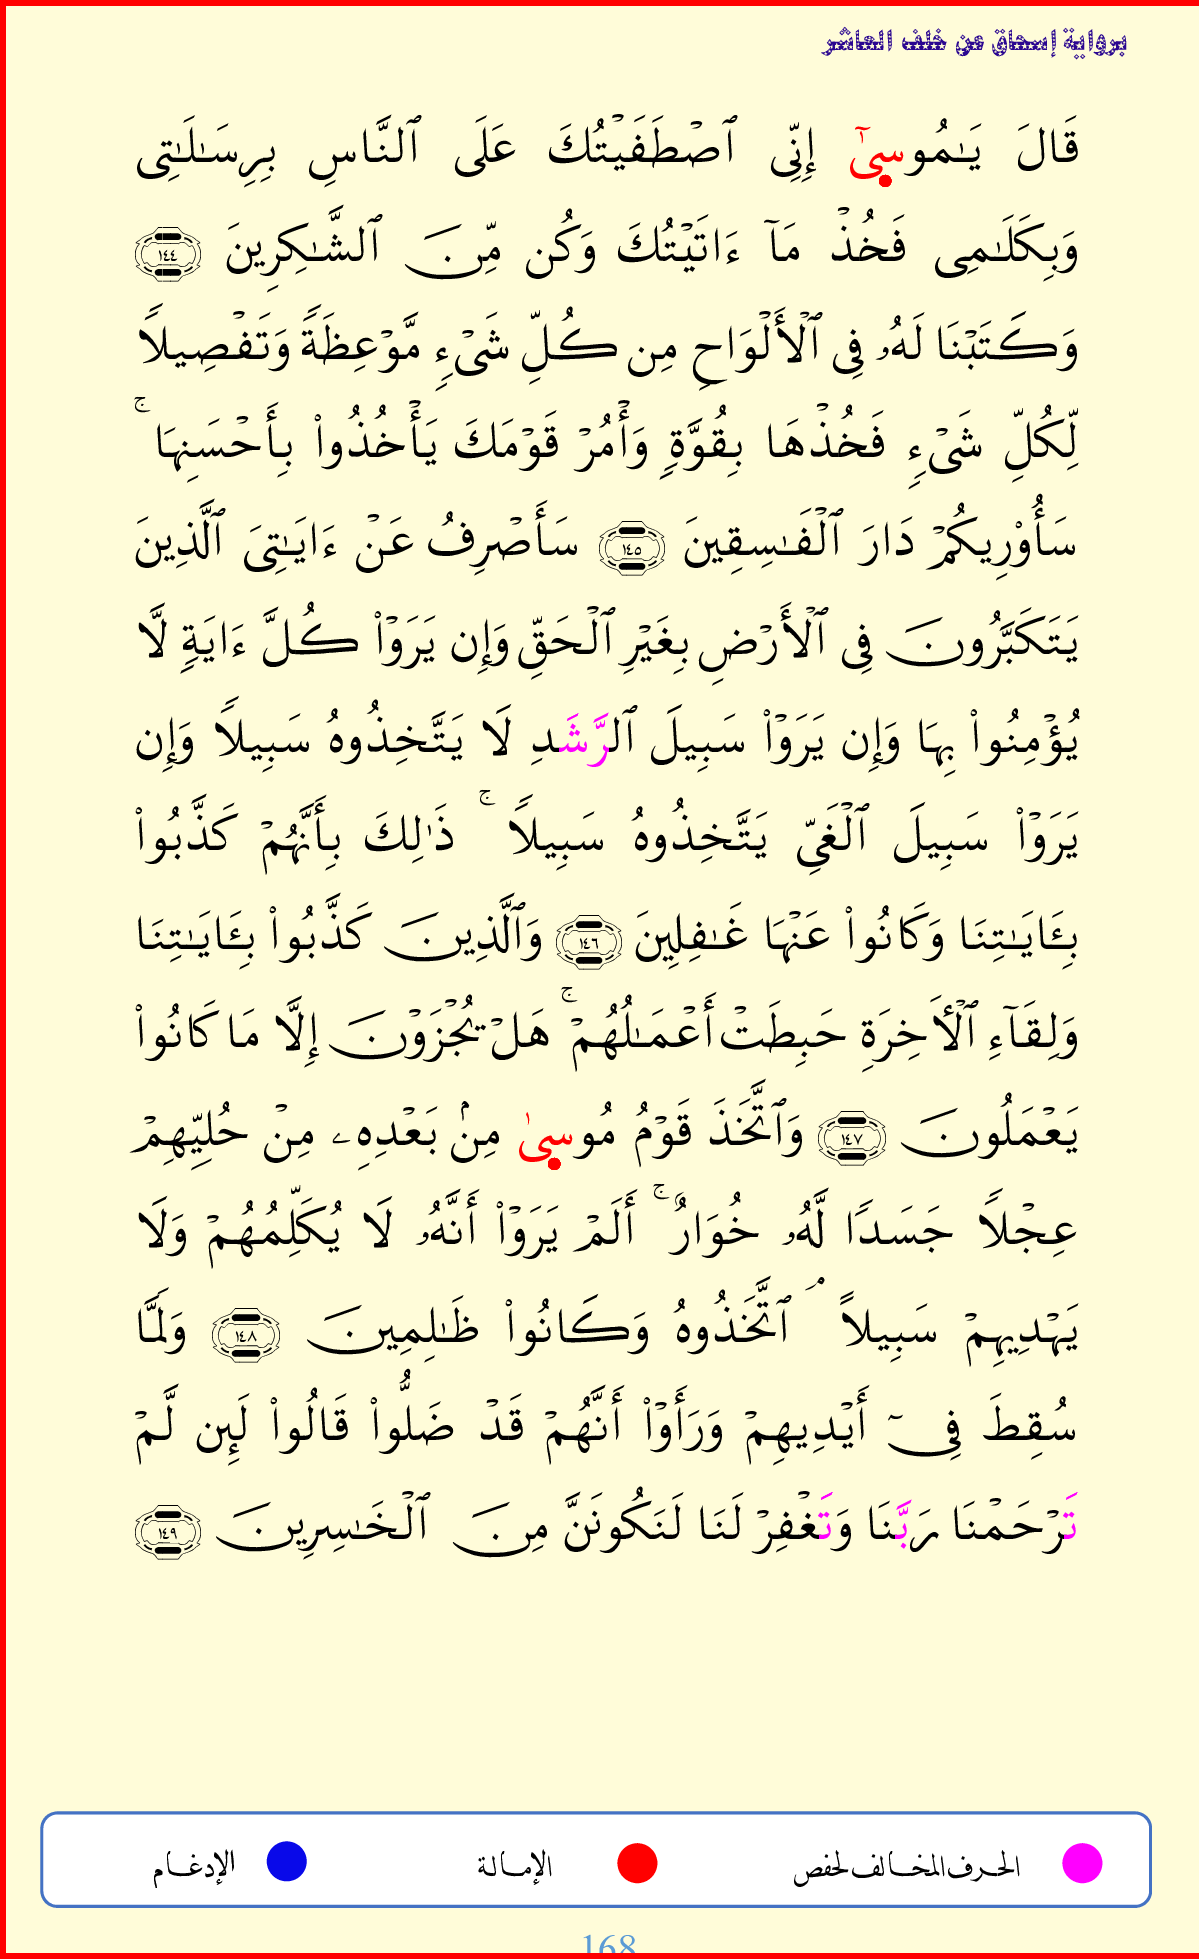 برواية إسحاق عن خلف العاشر
قَالَ يَـٰمُوسِىٰٓ إِنِّى ٱصْطَفَيْتُكَ عَلَى ٱلنَّاسِ بِرِسَـٰلَـٰتِى
وَبِكَلَـٰمِى فَخُذْ مَآ ءَاتَيْتُكَ وَكُن مِّنَ ٱلشَّـٰكِرِينَ ١٤٤
وَكَتَبْنَا لَهُۥ فِى ٱلْأَلْوَاحِ مِن كُلِّ شَىْءٍ مَّوْعِظَةً وَتَفْصِيلًا
لِّكُلِّ شَىْءٍ فَخُذْهَا بِقُوَّةٍ وَأْمُرْ قَوْمَكَ يَأْخُذُوا۟ بِأَحْسَنِهَا ۚ
سَأُو۟رِيكُمْ دَارَ ٱلْفَـٰسِقِينَ ١٤٥ سَأَصْرِفُ عَنْ ءَايَـٰتِىَ ٱلَّذِينَ
يَتَكَبَّرُونَ فِى ٱلْأَرْضِ بِغَيْرِ ٱلْحَقِّ وَإِن يَرَوْا۟ كُلَّ ءَايَةٍ لَّا
يُؤْمِنُوا۟ بِهَا وَإِن يَرَوْا۟ سَبِيلَ ٱلرَّشَدِ لَا يَتَّخِذُوهُ سَبِيلًا وَإِن
يَرَوْا۟ سَبِيلَ ٱلْغَىِّ يَتَّخِذُوهُ سَبِيلًا ۚ ذَٰلِكَ بِأَنَّهُمْ كَذَّبُوا۟
بِـَٔايَـٰتِنَا وَكَانُوا۟ عَنْهَا غَـٰفِلِينَ ١٤٦ وَٱلَّذِينَ كَذَّبُوا۟ بِـَٔايَـٰتِنَا
وَلِقَآءِ ٱلْأَخِرَةِ حَبِطَتْ أَعْمَـٰلُهُمْ ۚ هَلْ يُجْزَوْنَ إِلَّا مَا كَانُوا۟
يَعْمَلُونَ ١٤٧ وَٱتَّخَذَ قَوْمُ مُوسِىٰ مِنۢ بَعْدِهِۦ مِنْ حُلِيِّهِمْ
عِجْلًا جَسَدًا لَّهُۥ خُوَارٌ ۚ أَلَمْ يَرَوْا۟ أَنَّهُۥ لَا يُكَلِّمُهُمْ وَلَا
يَهْدِيهِمْ سَبِيلًا ۘ ٱتَّخَذُوهُ وَكَانُوا۟ ظَـٰلِمِينَ ١٤٨ وَلَمَّا
سُقِطَ فِىٓ أَيْدِيهِمْ وَرَأَوْا۟ أَنَّهُمْ قَدْ ضَلُّوا۟ قَالُوا۟ لَئِن لَّمْ
تَرْحَمْنَا رَبَّنَا وَتَغْفِرْ لَنَا لَنَكُونَنَّ مِنَ ٱلْخَـٰسِرِينَ ١٤٩
الحرف المخالف لحفص الإمالة الإدغام
168